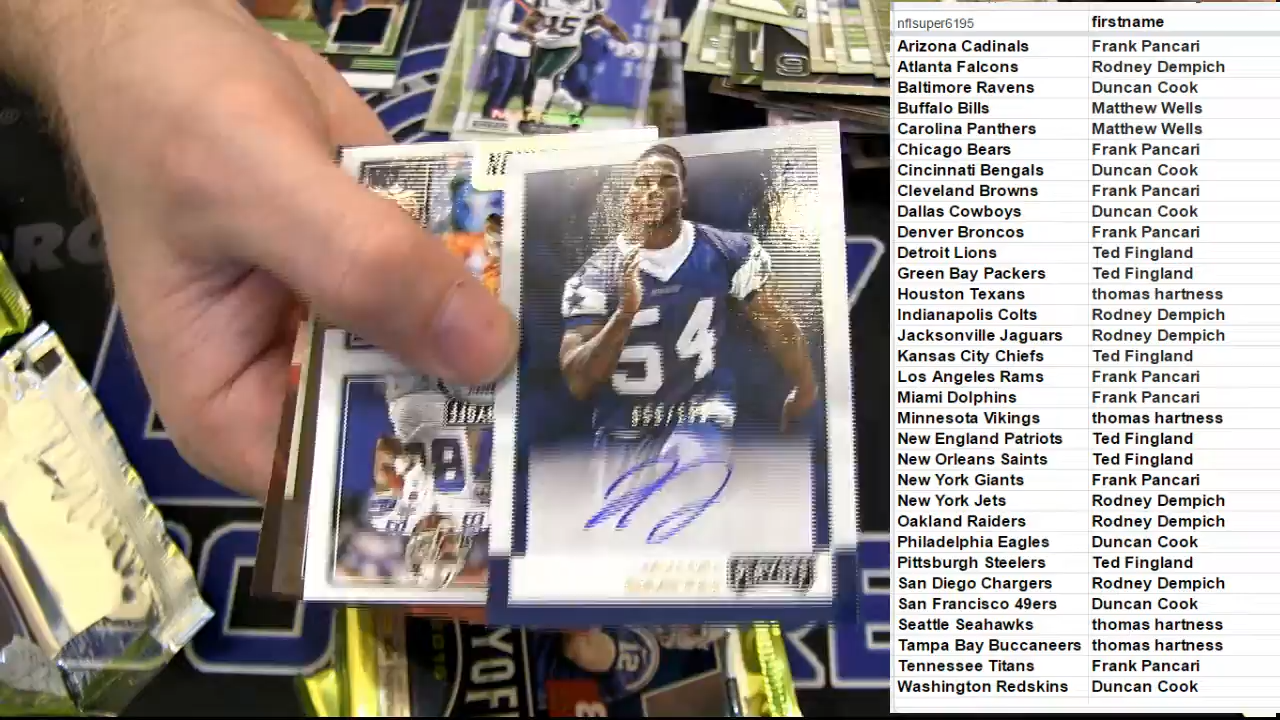 nflsuper6195 firstname
Arizona Cadinals Frank Pancari
Atlanta Falcons Rodney Dempich
Baltimore Ravens Duncan Cook
Buffalo Bills Matthew Wells
Carolina Panthers Matthew Wells
Chicago Bears Frank Pancari
Cincinnati Bengals Duncan Cook
Cleveland Browns Frank Pancari
Dallas Cowboys Duncan Cook
Denver Broncos Frank Pancari
Detroit Lions Ted Fingland
Green Bay Packers Ted Fingland
Houston Texans thomas hartness
Indianapolis Colts Rodney Dempich
Jacksonville Jaguars Rodney Dempich
Kansas City Chiefs Ted Fingland
Los Angeles Rams Frank Pancari
Miami Dolphins Frank Pancari
Minnesota Vikings thomas hartness
New England Patriots Ted Fingland
New Orleans Saints Ted Fingland
New York Giants Frank Pancari
New York Jets Rodney Dempich
Oakland Raiders Rodney Dempich
Philadelphia Eagles Duncan Cook
Pittsburgh Steelers Ted Fingland
San Diego Chargers Rodney Dempich
San Francisco 49ers Duncan Cook
Seattle Seahawks thomas hartness
Tampa Bay Buccaneers thomas hartness
Tennessee Titans Frank Pancari
Washington Redskins Duncan Cook
15
54